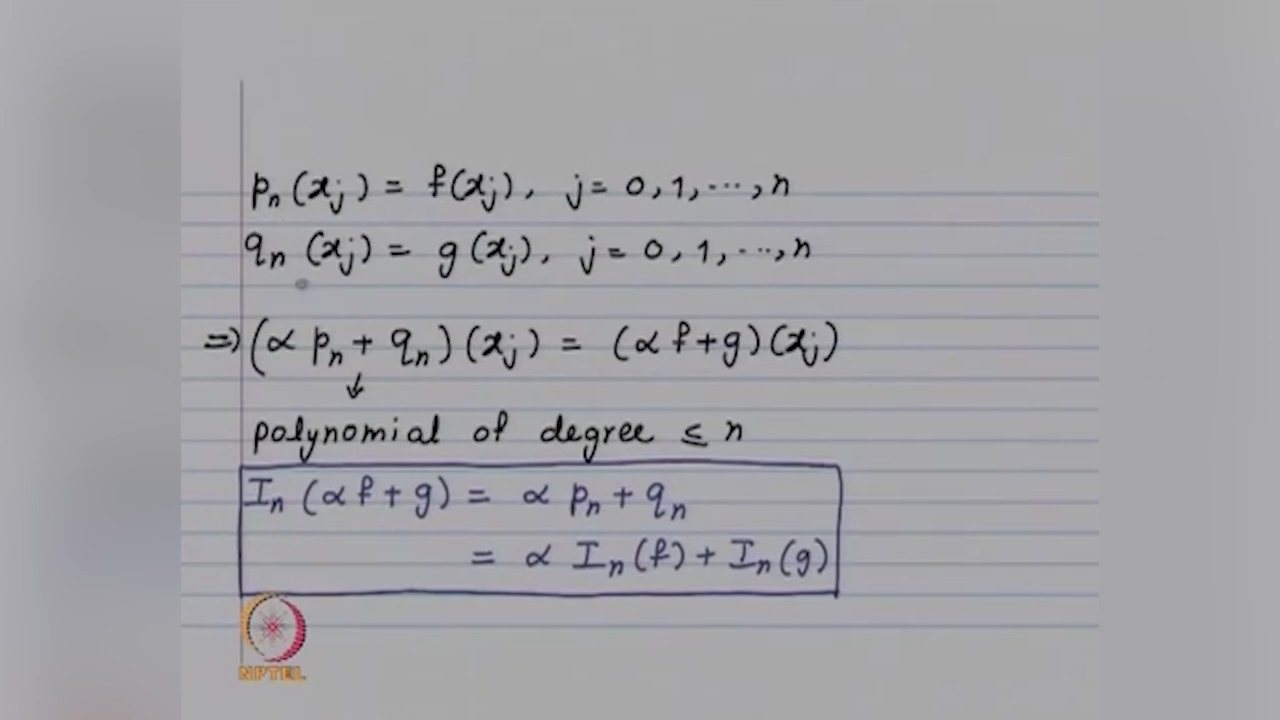 pₙ(xⱼ) = f(xⱼ), j = 0, 1, ..., n
qₙ(xⱼ) = g(xⱼ), j = 0, 1, ..., n
⇒ (α pₙ + qₙ)(xⱼ) = (α f + g)(xⱼ)
↓
polynomial of degree ≤ n
Iₙ(α f + g) = α pₙ + qₙ
= α Iₙ(f) + Iₙ(g)
NPTEL